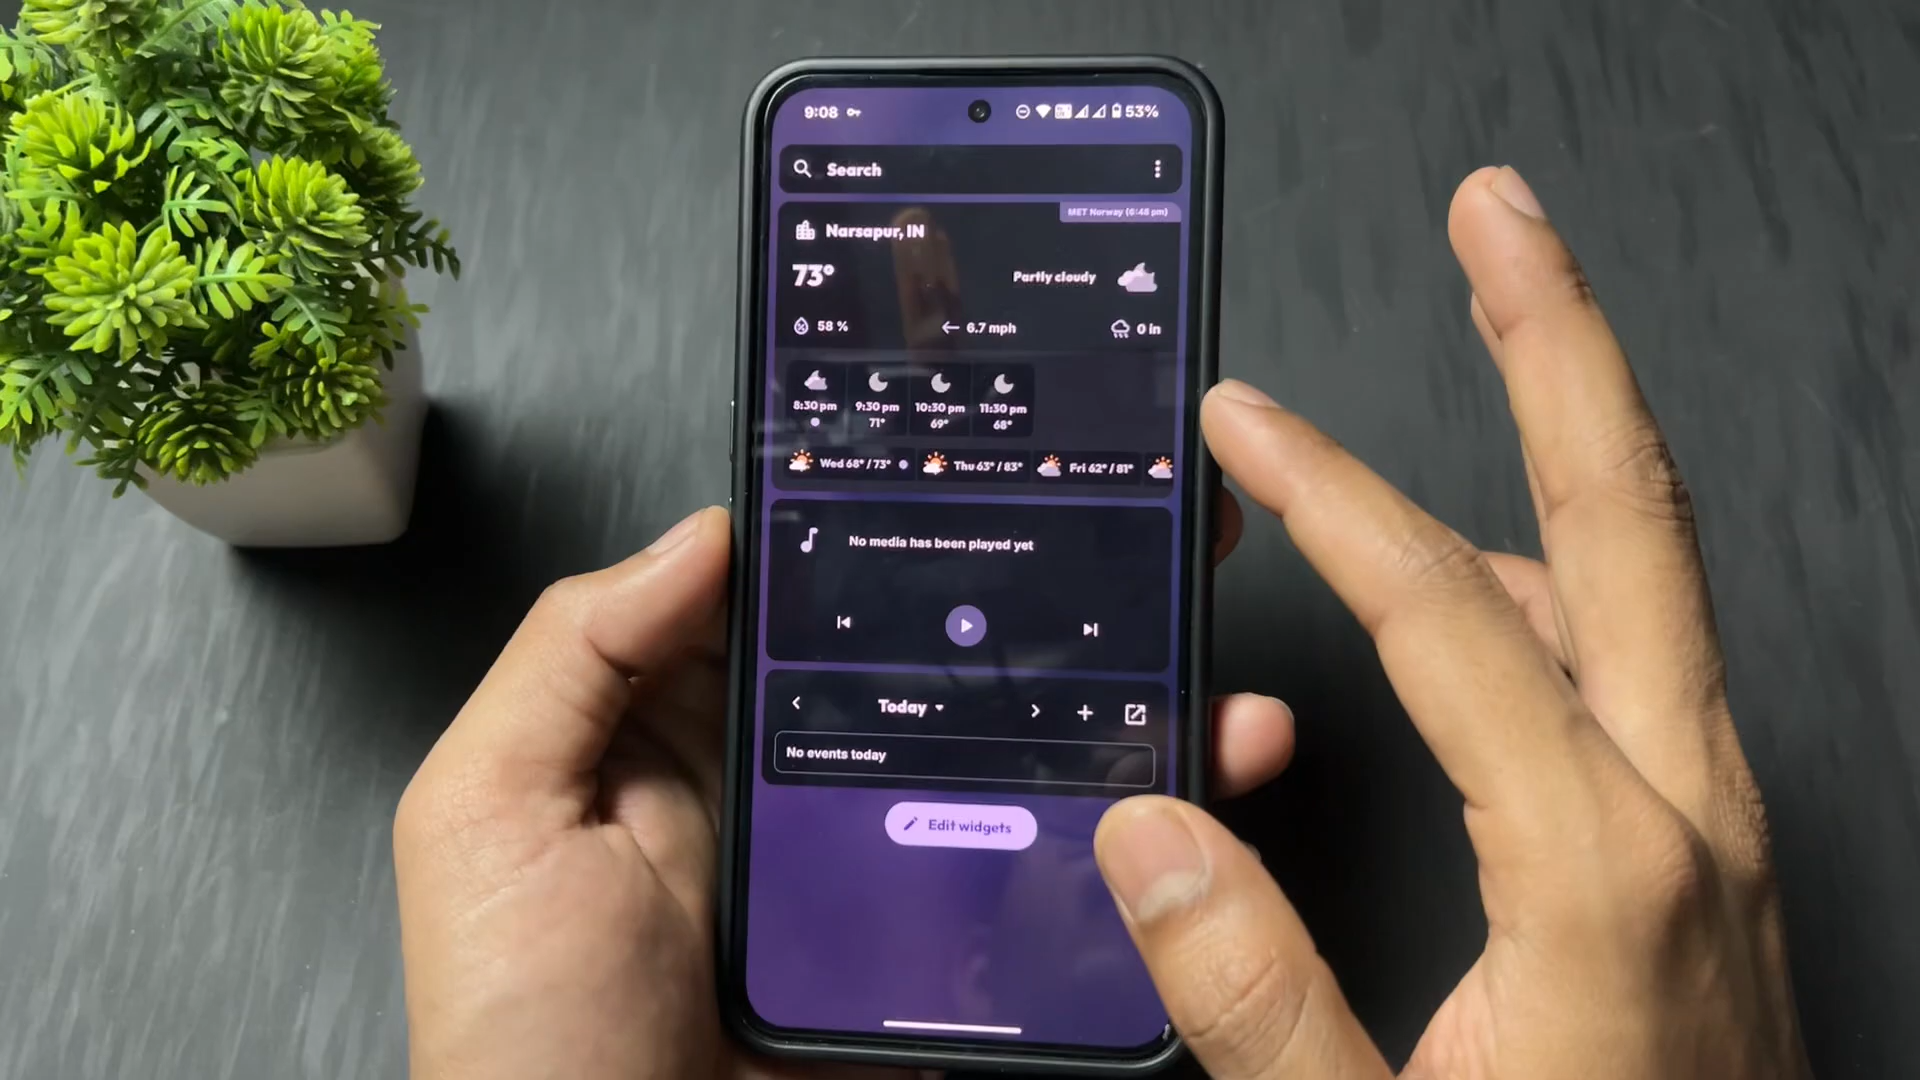 9:08 53%
Search
MET Norway (6:48 pm)
Narsapur, IN
73°
Partly cloudy
58 % 6.7 mph 0 in
8:30 pm 9:30 pm 10:30 pm 11:30 pm
71° 69° 68°
Wed 68° / 73° Thu 63° / 83° Fri 62° / 81°
No media has been played yet
Today
No events today
Edit widgets